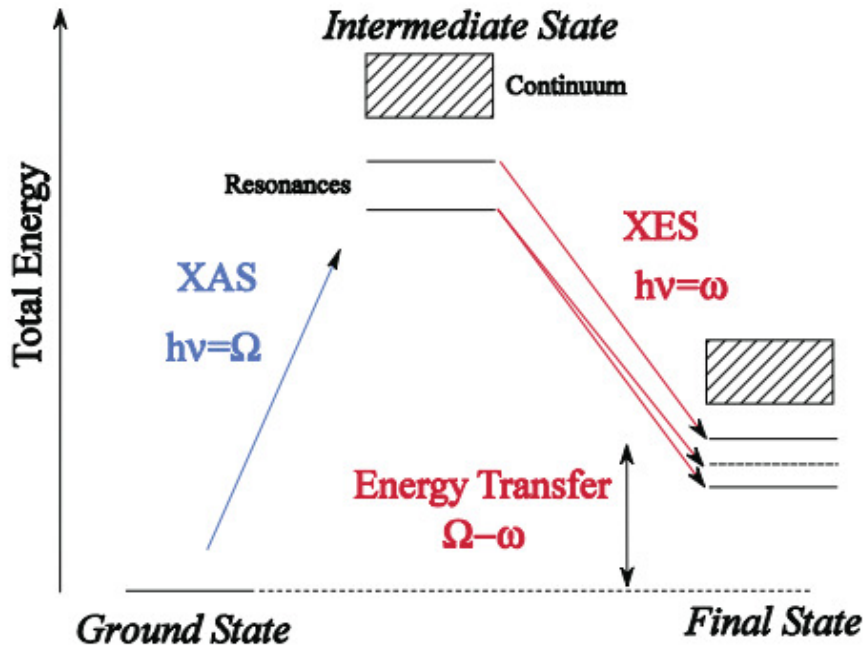 Intermediate State
Continuum
Resonances
Total Energy
XAS
hν=Ω
XES
hν=ω
Energy Transfer
Ω−ω
Ground State
Final State